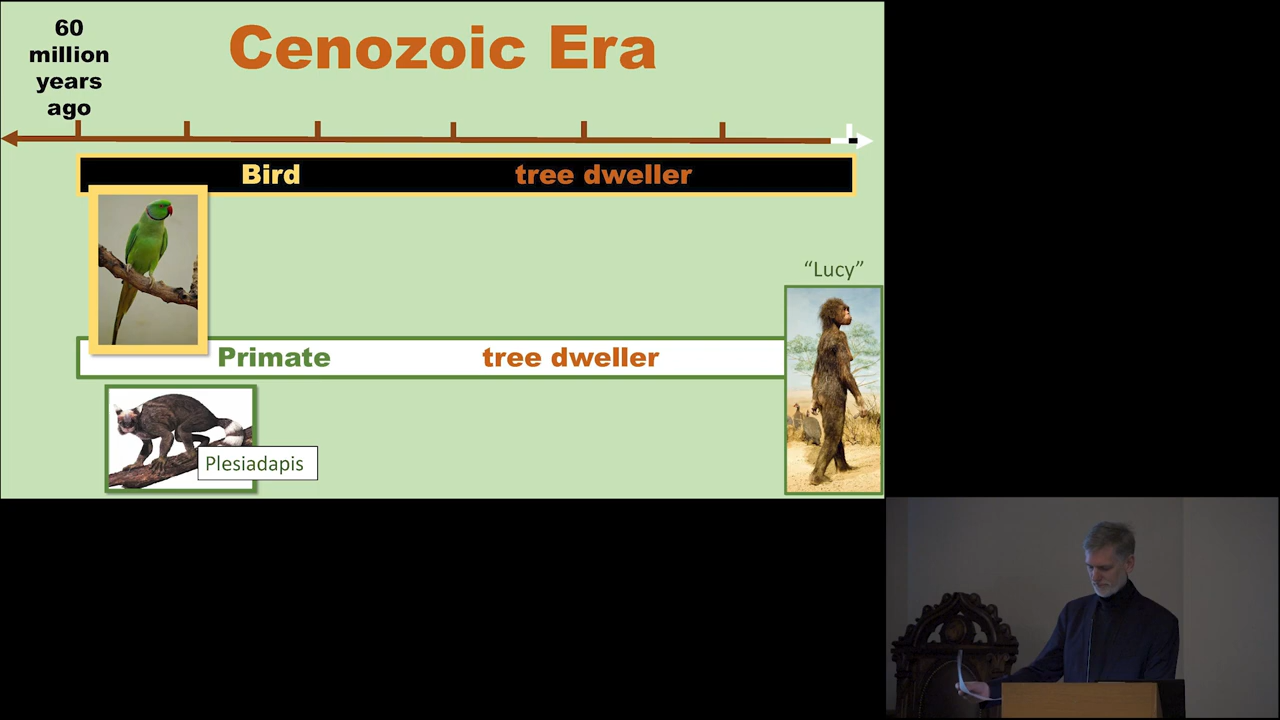 60
million
years
ago
Cenozoic Era
Bird tree dweller
"Lucy"
Primate tree dweller
Plesiadapis